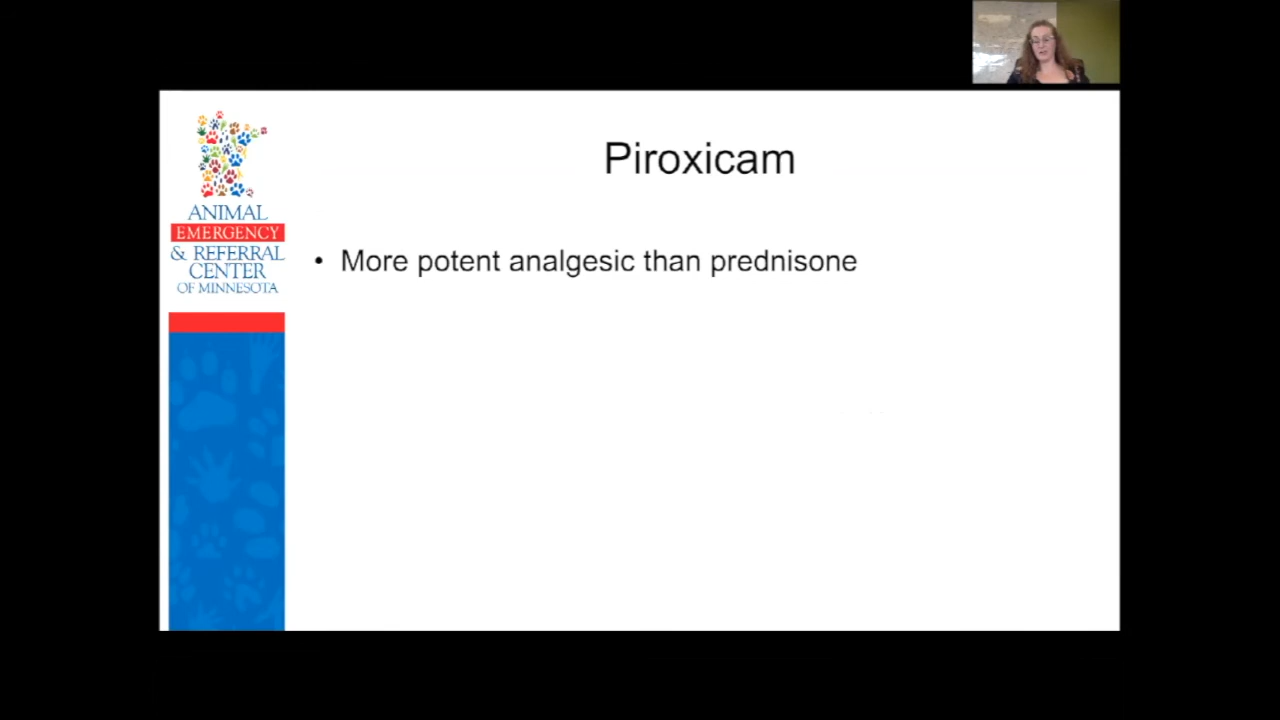 Piroxicam
• More potent analgesic than prednisone
ANIMAL
EMERGENCY
& REFERRAL
CENTER
OF MINNESOTA